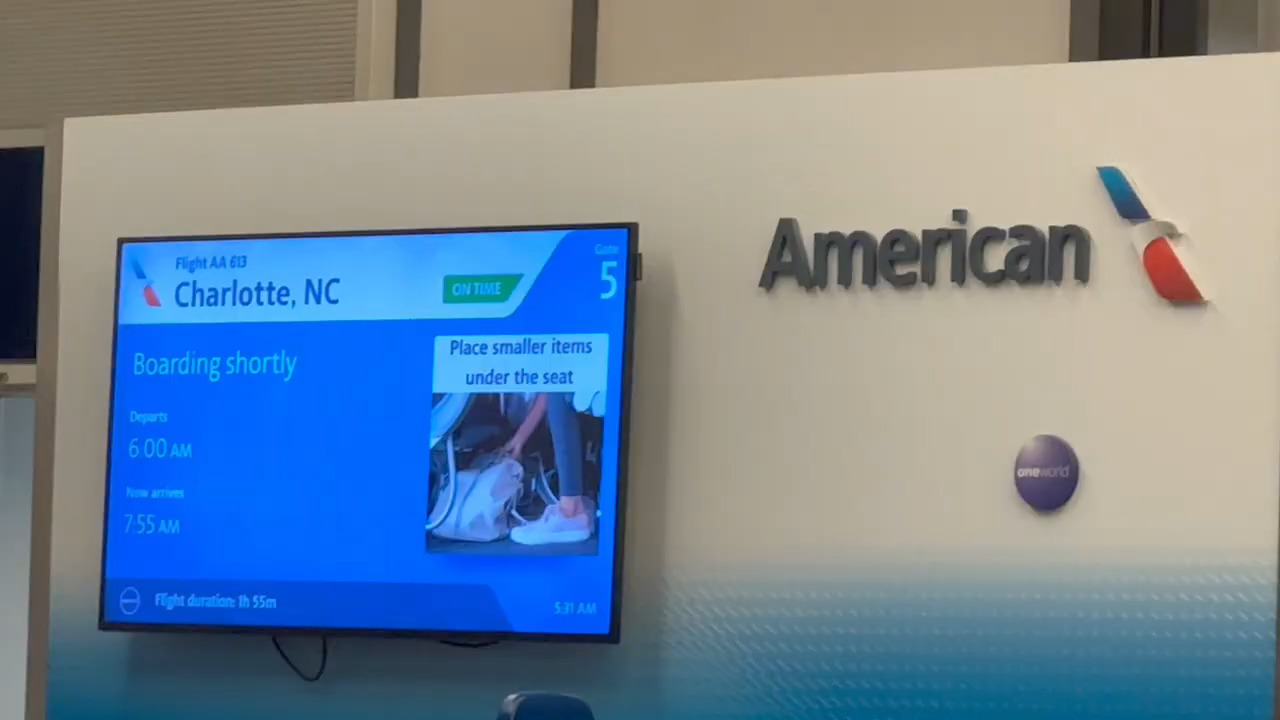 Flight AA 613
Charlotte, NC
ON TIME
Gate
5
Boarding shortly
Place smaller items
under the seat
Departs
6:00 AM
Now arrives
7:55 AM
Flight duration: 1h 55m
5:31 AM
American
oneworld